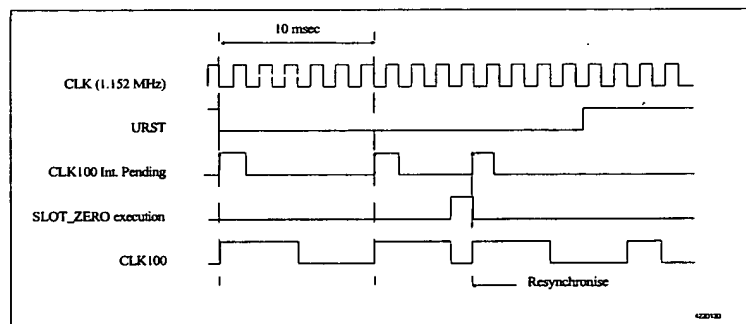 10 msec
CLK (1.152 MHz)
URST
CLK100 Int. Pending
SLOT_ZERO execution
CLK100
Resynchronise